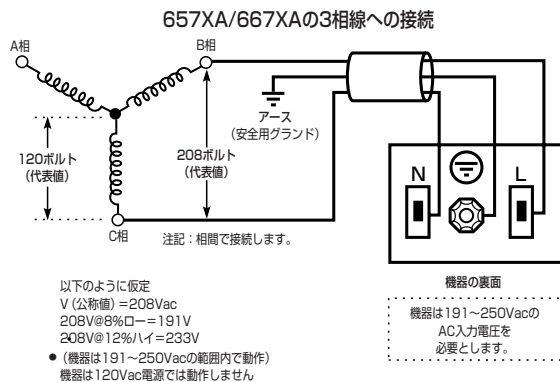 657XA/667XAの3相線への接続
A相
B相
アース
(安全用グランド)
120ボルト
(代表値)
208ボルト
(代表値)
C相
注記：相間で接続します。
N
L
機器の裏面
以下のように仮定
V (公称値) =208Vac
208V@8%ロー=191V
208V@12%ハイ=233V
● (機器は191～250Vacの範囲内で動作)
機器は120Vac電源では動作しません
機器は191～250Vacの
AC入力電圧を
必要とします。